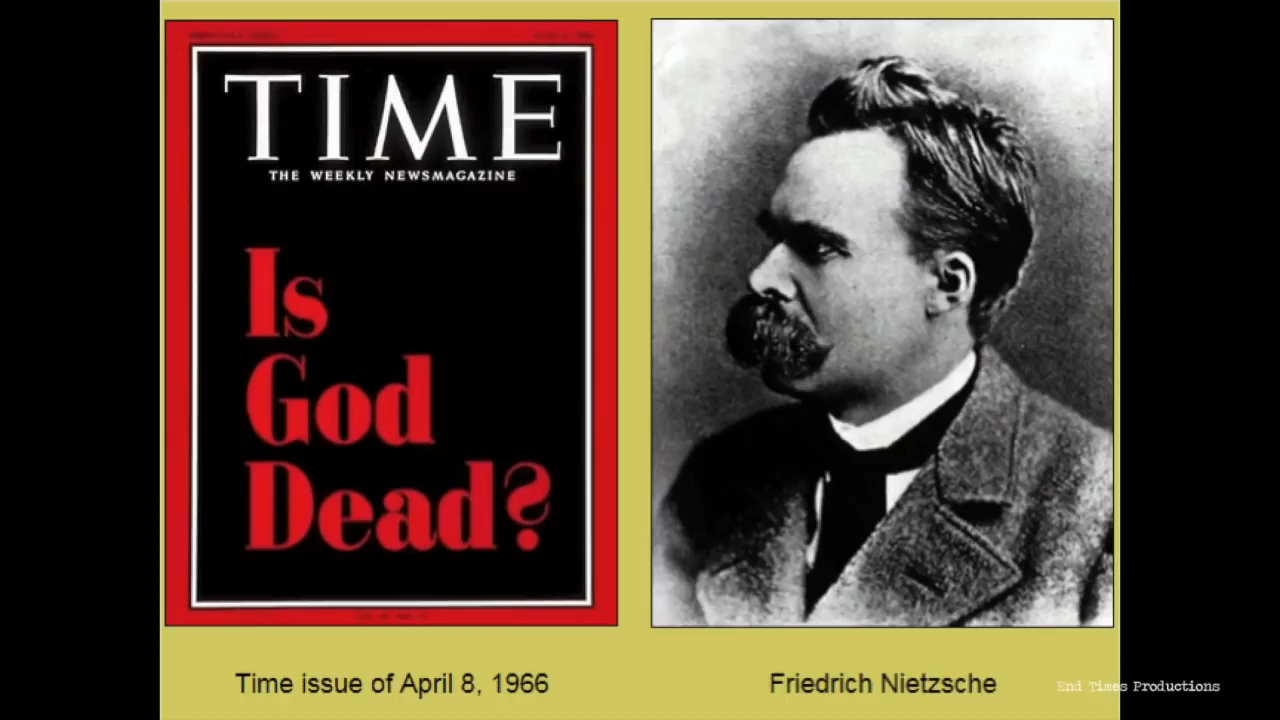 TIME
THE WEEKLY NEWSMAGAZINE
Is
God
Dead?
Time issue of April 8, 1966
Friedrich Nietzsche
End Times Productions